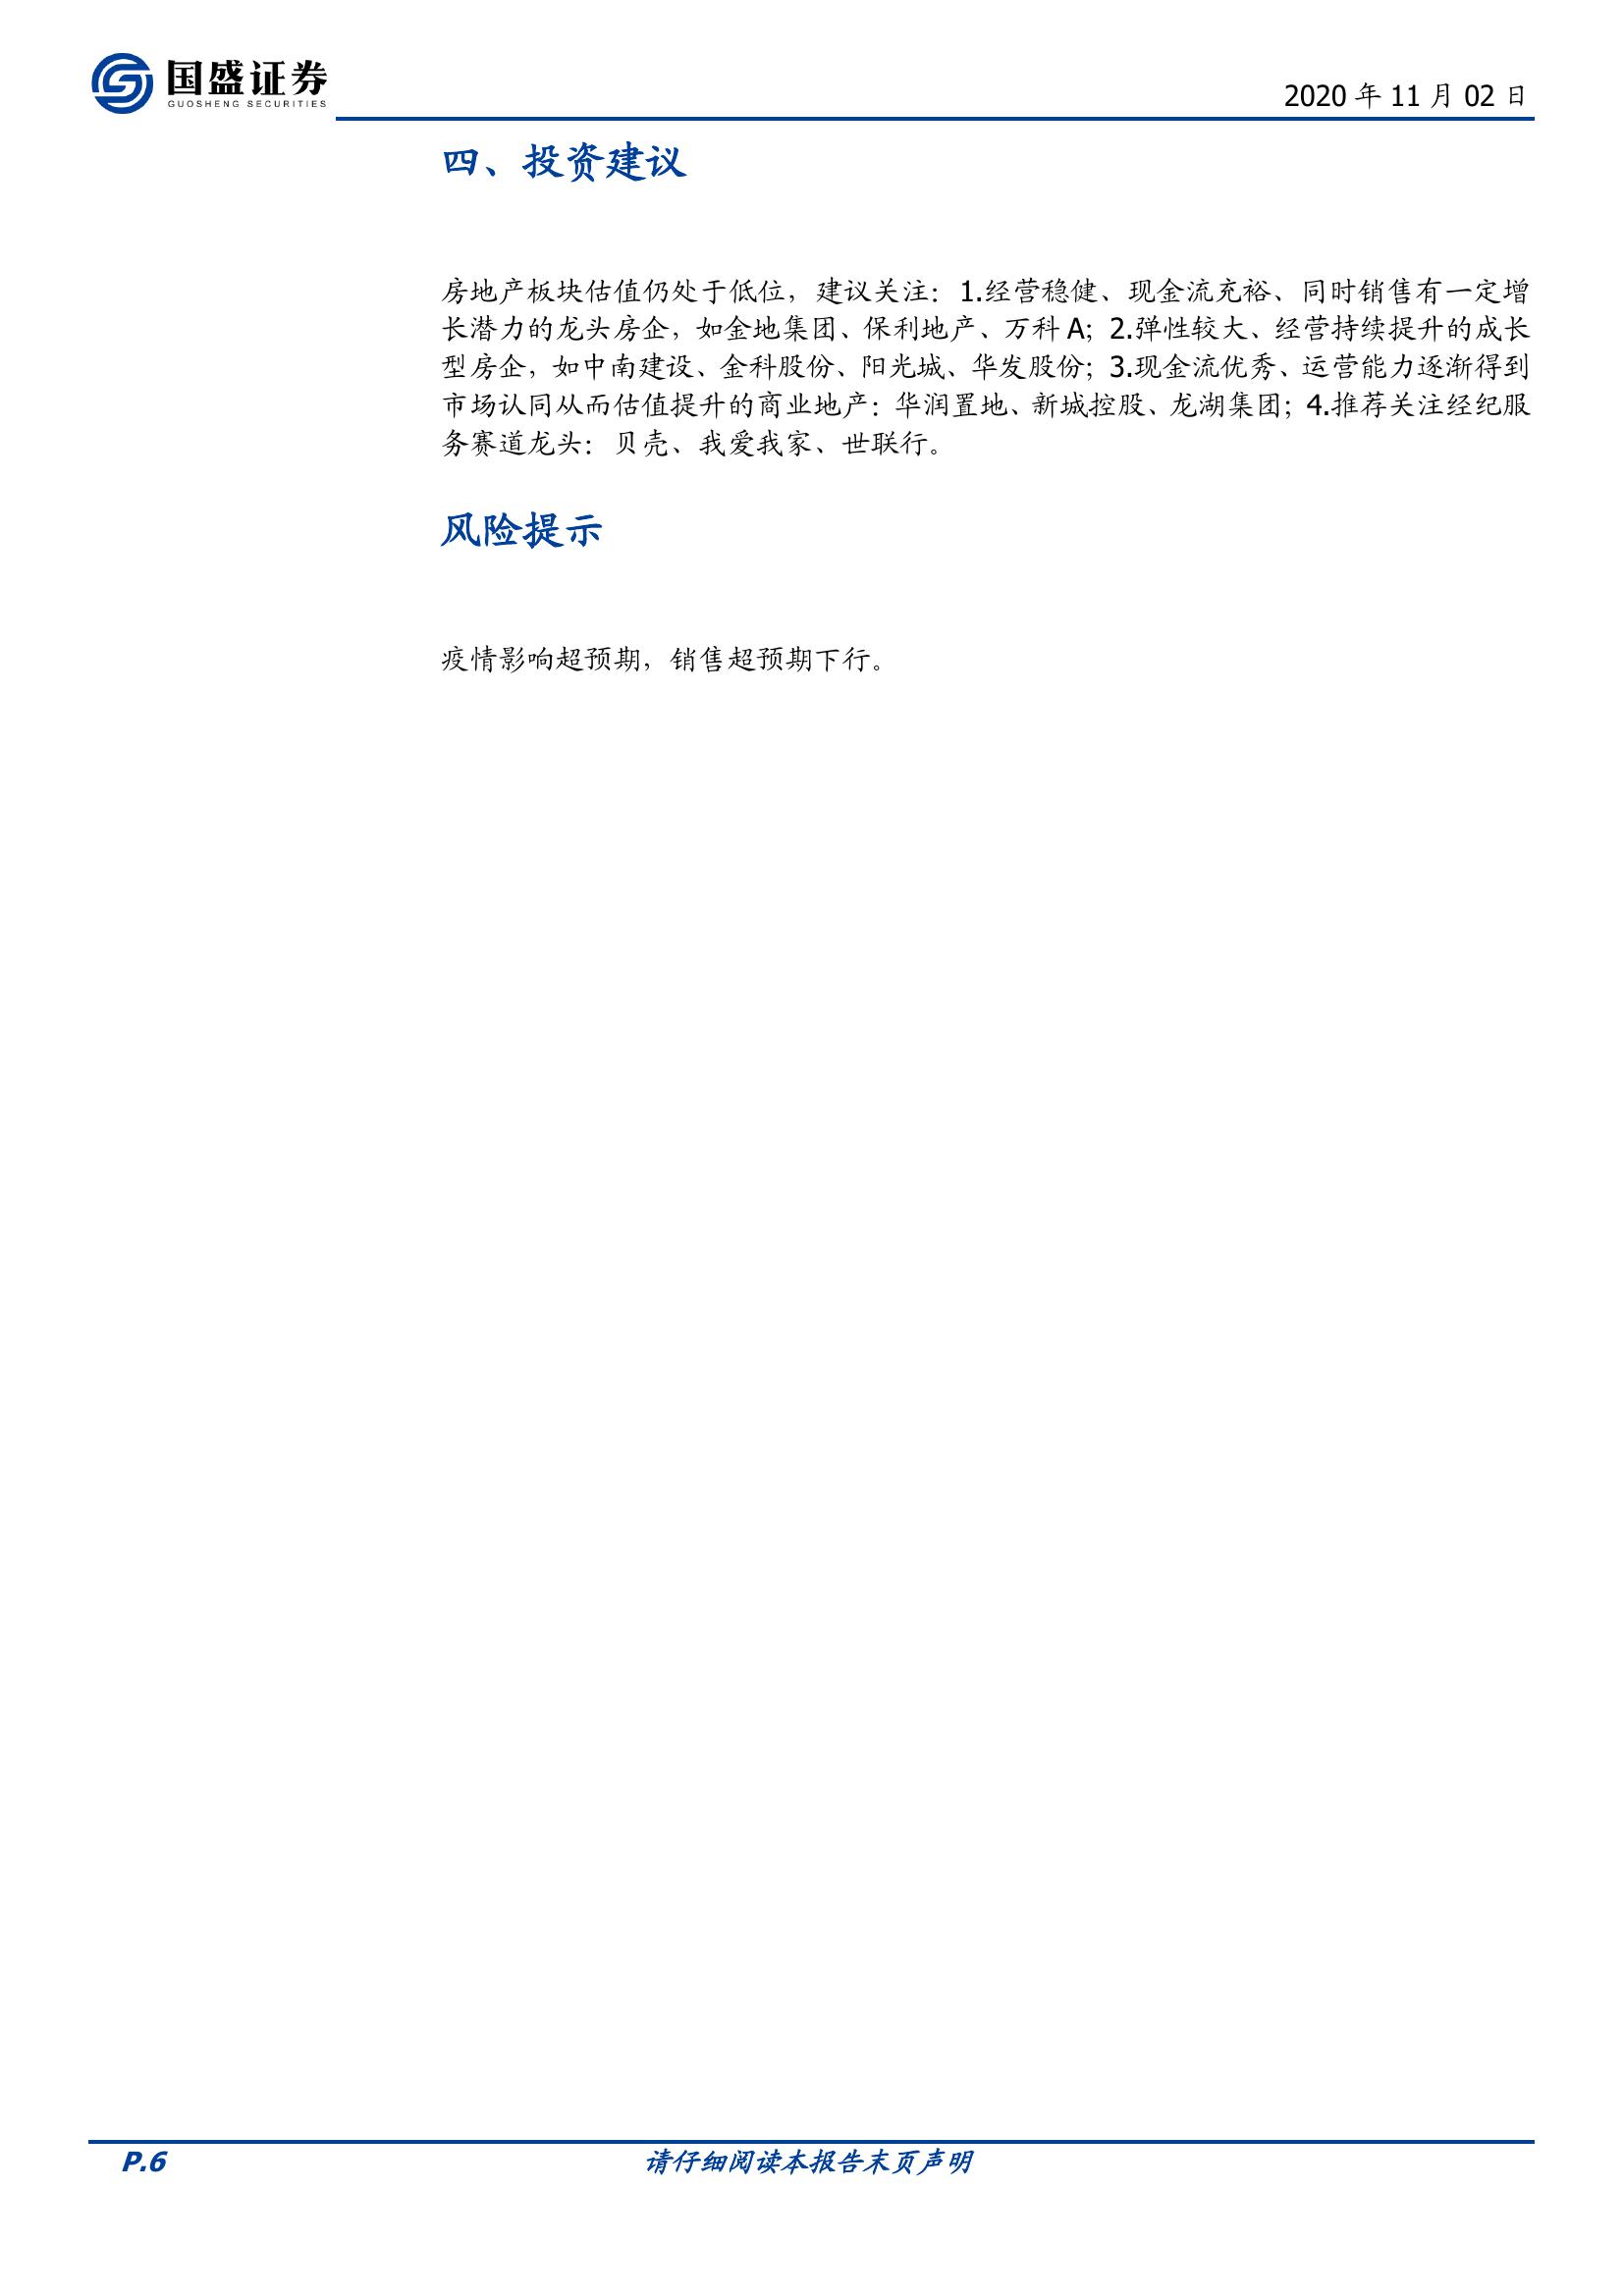 国盛证券
GUOSHENG SECURITIES
2020 年 11 月 02 日
四、投资建议
房地产板块估值仍处于低位，建议关注：1.经营稳健、现金流充裕、同时销售有一定增
长潜力的龙头房企，如金地集团、保利地产、万科 A；2.弹性较大、经营持续提升的成长
型房企，如中南建设、金科股份、阳光城、华发股份；3.现金流优秀、运营能力逐渐得到
市场认同从而估值提升的商业地产：华润置地、新城控股、龙湖集团；4.推荐关注经纪服
务赛道龙头：贝壳、我爱我家、世联行。
风险提示
疫情影响超预期，销售超预期下行。
P.6
请仔细阅读本报告末页声明